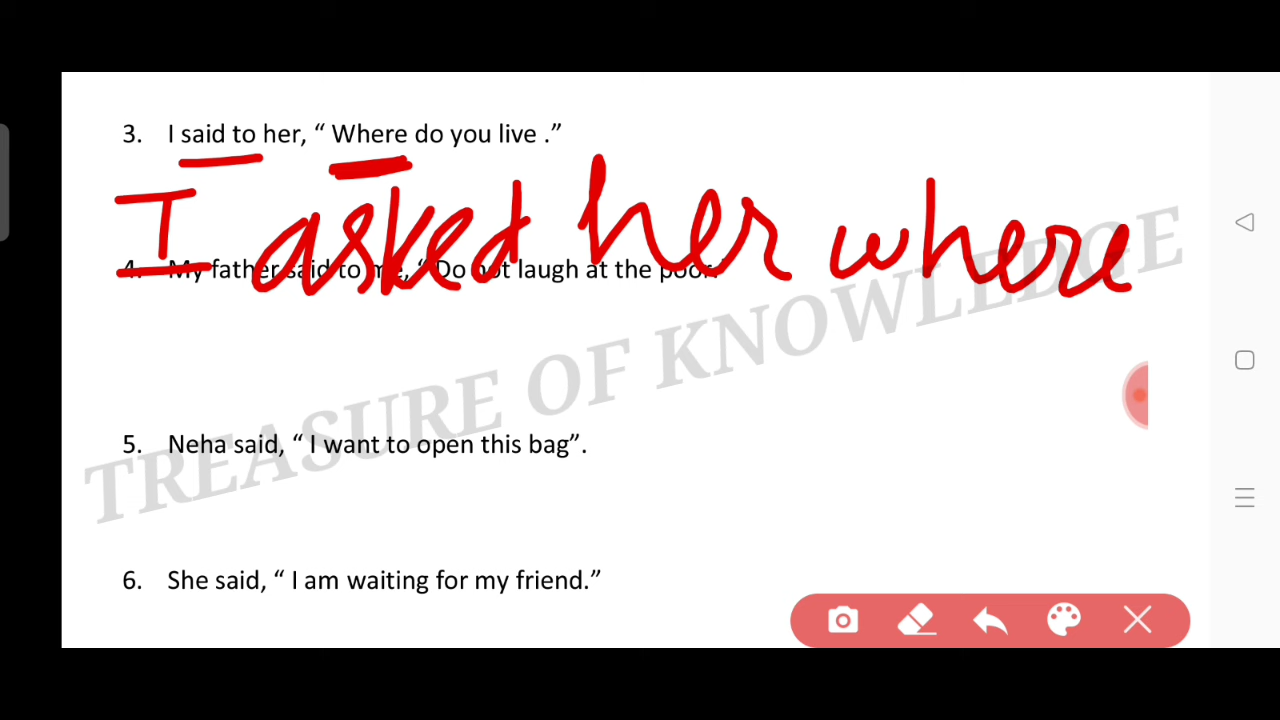 3. I said to her, “ Where do you live .”
I asked her where
4. My father said to me, “ Do not laugh at the poor.”
TREASURE OF KNOWLEDGE
5. Neha said, “ I want to open this bag”.
6. She said, “ I am waiting for my friend.”